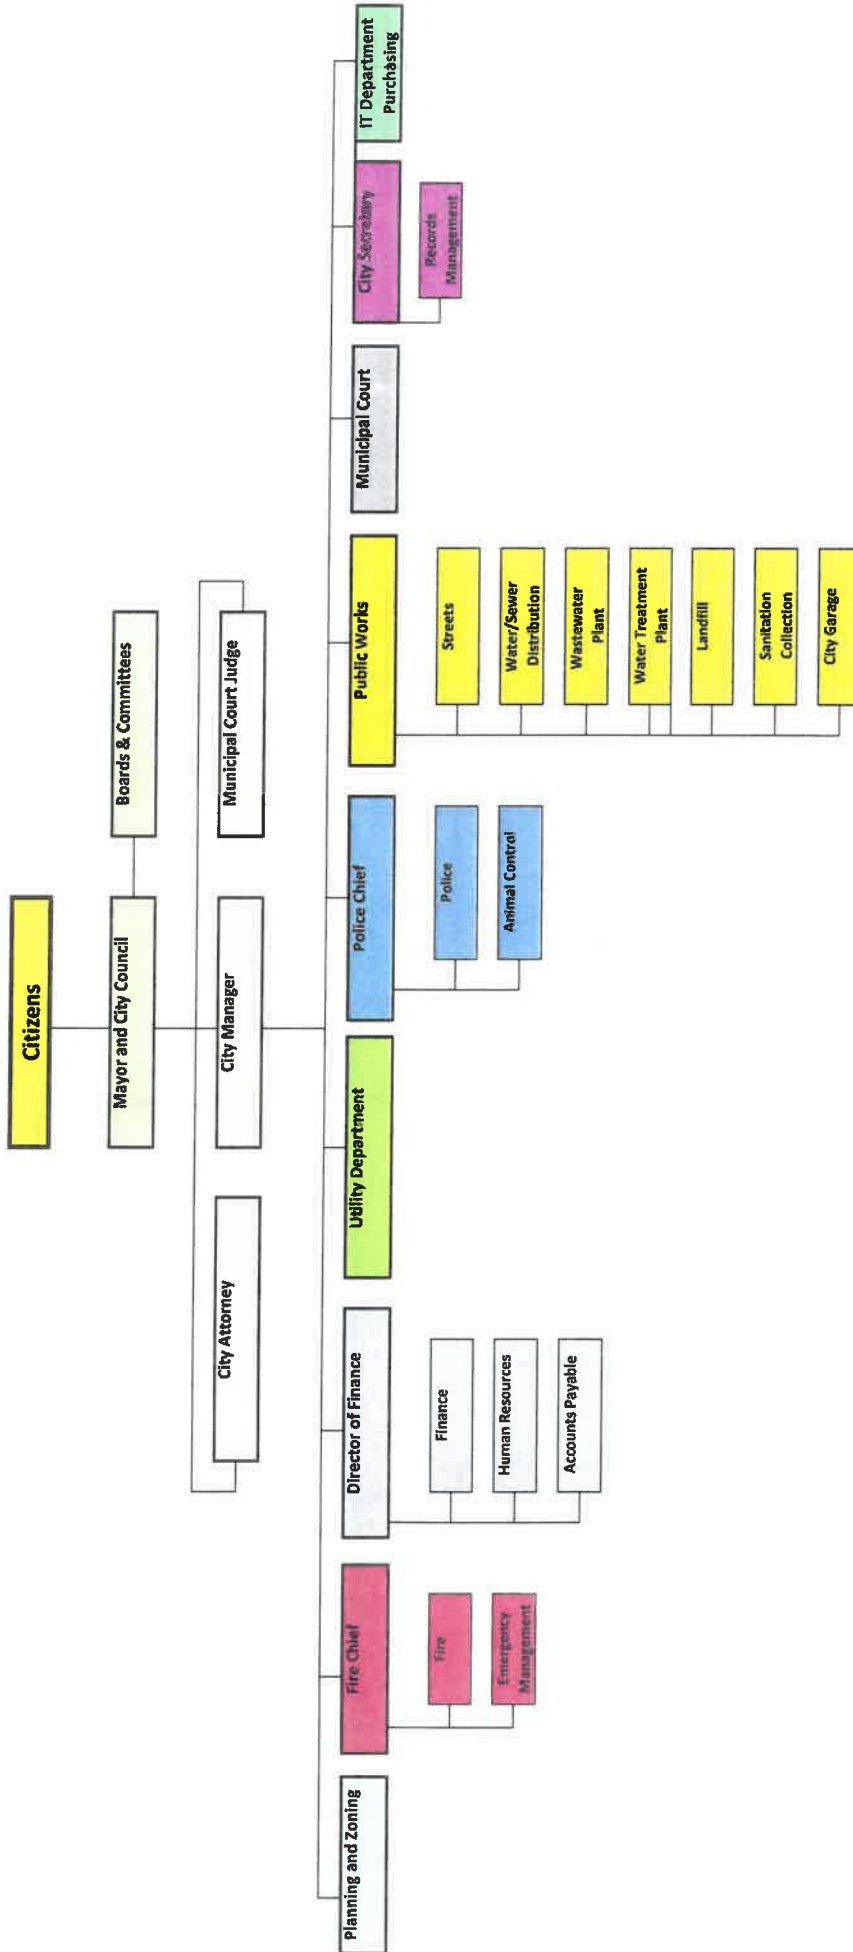 Citizens
Mayor and City Council
Boards & Committees
City Attorney
City Manager
Municipal Court Judge
Planning and Zoning
Fire Chief
Director of Finance
Utility Department
Police Chief
Public Works
Municipal Court
City Secretary
IT Department
Purchasing
Fire
Emergency
Management
Finance
Human Resources
Accounts Payable
Police
Animal Control
Streets
Water/Sewer
Distribution
Wastewater
Plant
Water Treatment
Plant
Landfill
Sanitation
Collection
City Garage
Records
Management